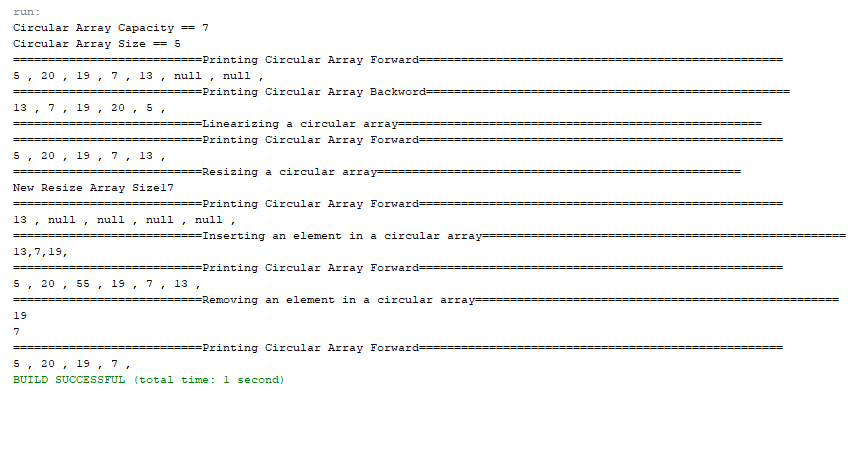 run:
Circular Array Capacity == 7
Circular Array Size == 5
===========================Printing Circular Array Forward====================================================
5 , 20 , 19 , 7 , 13 , null , null ,
===========================Printing Circular Array Backword====================================================
13 , 7 , 19 , 20 , 5 ,
===========================Linearizing a circular array====================================================
===========================Printing Circular Array Forward====================================================
5 , 20 , 19 , 7 , 13 ,
===========================Resizing a circular array====================================================
New Resize Array Size17
===========================Printing Circular Array Forward====================================================
13 , null , null , null , null ,
===========================Inserting an element in a circular array====================================================
13,7,19,
===========================Printing Circular Array Forward====================================================
5 , 20 , 55 , 19 , 7 , 13 ,
===========================Removing an element in a circular array====================================================
19
7
===========================Printing Circular Array Forward====================================================
5 , 20 , 19 , 7 ,
BUILD SUCCESSFUL (total time: 1 second)